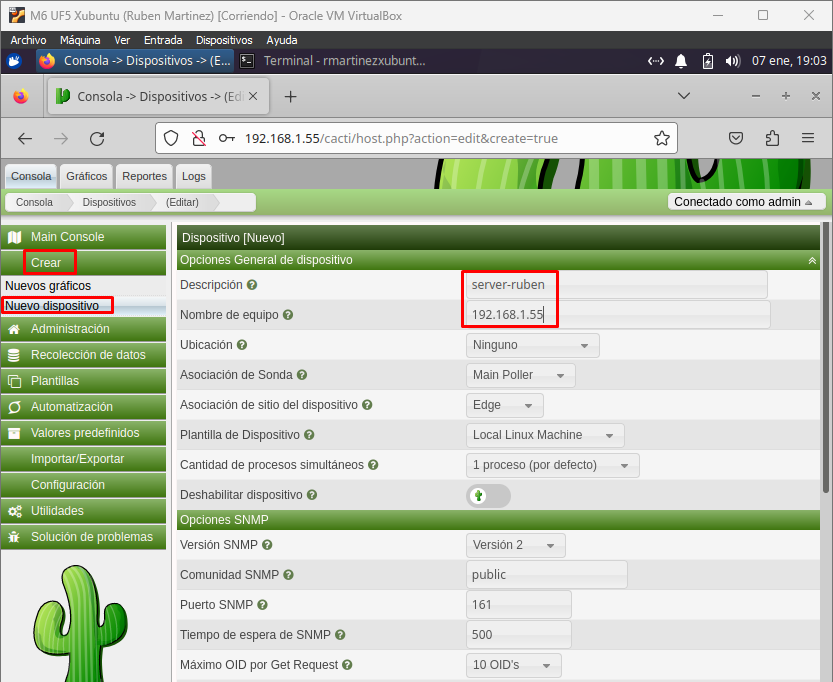 M6 UF5 Xubuntu (Ruben Martinez) [Corriendo] - Oracle VM VirtualBox
Archivo Máquina Ver Entrada Dispositivos Ayuda
Consola -> Dispositivos -> (E... Terminal - rmartinezxubunt... 07 ene, 19:03
Consola -> Dispositivos -> (Edi
192.168.1.55/cacti/host.php?action=edit&create=true
Consola Gráficos Reportes Logs
Consola Dispositivos (Editar) Conectado como admin
Main Console
Crear
Nuevos gráficos
Nuevo dispositivo
Administración
Recolección de datos
Plantillas
Automatización
Valores predefinidos
Importar/Exportar
Configuración
Utilidades
Solución de problemas
Dispositivo [Nuevo]
Opciones General de dispositivo
Descripción server-ruben
Nombre de equipo 192.168.1.55
Ubicación Ninguno
Asociación de Sonda Main Poller
Asociación de sitio del dispositivo Edge
Plantilla de Dispositivo Local Linux Machine
Cantidad de procesos simultáneos 1 proceso (por defecto)
Deshabilitar dispositivo
Opciones SNMP
Versión SNMP Versión 2
Comunidad SNMP public
Puerto SNMP 161
Tiempo de espera de SNMP 500
Máximo OID por Get Request 10 OID's